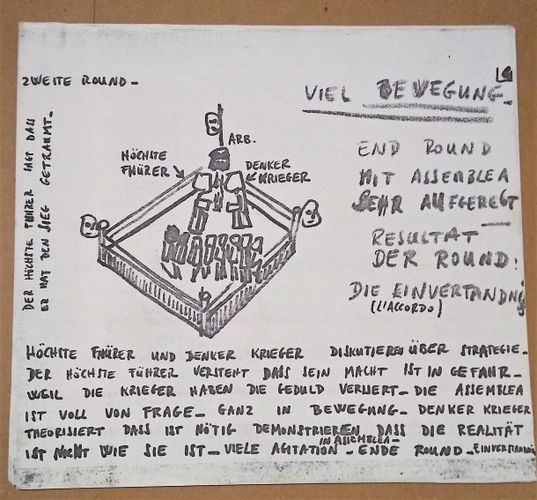 ZWEITE ROUND-
DER HÖCHSTE FÜHRER SAGT DASS
ER HAT DEN SIEG GETRAUMT-
VIEL BEWEGUNG-
ARB.
HÖCHSTE
FHÜRER
DENKER
KRIEGER
END ROUND
MIT ASSEMBLEA
SEHR AUFGEREGT
RESULTAT
DER ROUND:
DIE EINVERTANDNIS
(L'ACCORDO)
HÖCHSTE FHÜRER UND DENKER KRIEGER DISKUTIEREN ÜBER STRATEGIE-
DER HÖCHSTE FÜHRER VERSTEHT DASS SEIN MACHT IST IN GEFAHR-
WEIL DIE KRIEGER HABEN DIE GEDULD VERLIERT- DIE ASSEMBLEA
IST VOLL VON FRAGE- GANZ IN BEWEGUNG- DENKER KRIEGER
THEORISIERT DASS IST NÖTIG DEMONSTRIEREN DASS DIE REALITÄT
IST NICHT WIE SIE IST- VIELE AGITATION IN ASSEMBLEA- ENDE ROUND-